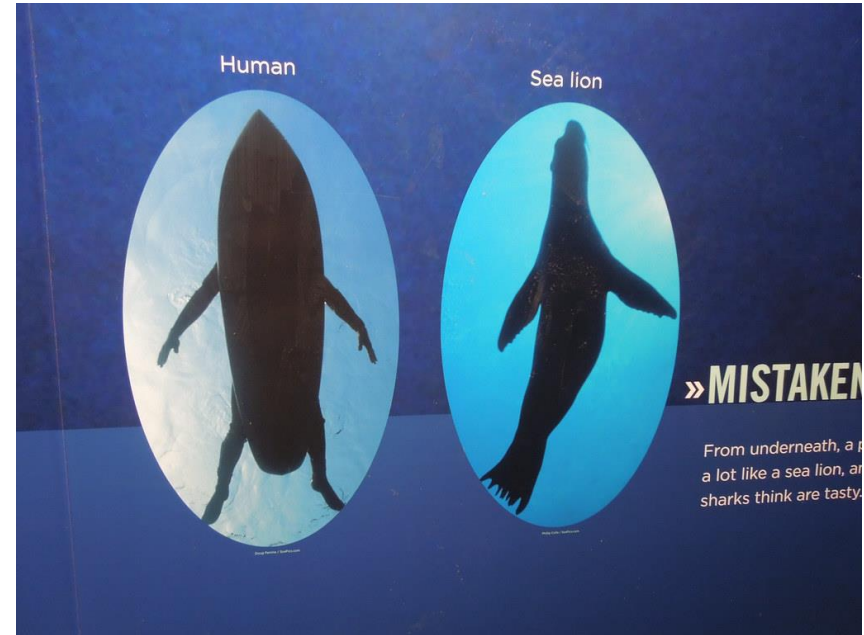 Human
Sea lion
»MISTAKEN
From underneath, a
a lot like a sea lion,
sharks think are tasty.